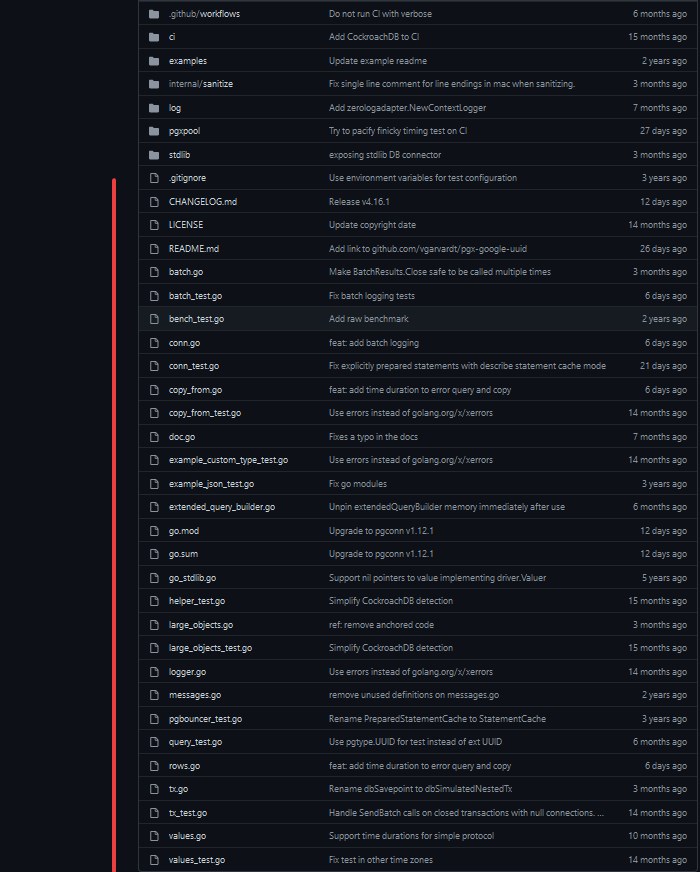 .github/workflows Do not run CI with verbose 6 months ago
ci Add CockroachDB to CI 15 months ago
examples Update example readme 2 years ago
internal/sanitize Fix single line comment for line endings in mac when sanitizing. 3 months ago
log Add zerologadapter.NewContextLogger 7 months ago
pgxpool Try to pacify finicky timing test on CI 27 days ago
stdlib exposing stdlib DB connector 3 months ago
.gitignore Use environment variables for test configuration 3 years ago
CHANGELOG.md Release v4.16.1 12 days ago
LICENSE Update copyright date 14 months ago
README.md Add link to github.com/vgarvardt/pgx-google-uuid 26 days ago
batch.go Make BatchResults.Close safe to be called multiple times 3 months ago
batch_test.go Fix batch logging tests 6 days ago
bench_test.go Add raw benchmark 2 years ago
conn.go feat: add batch logging 6 days ago
conn_test.go Fix explicitly prepared statements with describe statement cache mode 21 days ago
copy_from.go feat: add time duration to error query and copy 6 days ago
copy_from_test.go Use errors instead of golang.org/x/xerrors 14 months ago
doc.go Fixes a typo in the docs 7 months ago
example_custom_type_test.go Use errors instead of golang.org/x/xerrors 14 months ago
example_json_test.go Fix go modules 3 years ago
extended_query_builder.go Unpin extendedQueryBuilder memory immediately after use 6 months ago
go.mod Upgrade to pgconn v1.12.1 12 days ago
go.sum Upgrade to pgconn v1.12.1 12 days ago
go_stdlib.go Support nil pointers to value implementing driver.Valuer 5 years ago
helper_test.go Simplify CockroachDB detection 15 months ago
large_objects.go ref: remove anchored code 3 months ago
large_objects_test.go Simplify CockroachDB detection 15 months ago
logger.go Use errors instead of golang.org/x/xerrors 14 months ago
messages.go remove unused definitions on messages.go 2 years ago
pgbouncer_test.go Rename PreparedStatementCache to StatementCache 3 years ago
query_test.go Use pgtype.UUID for test instead of ext UUID 6 months ago
rows.go feat: add time duration to error query and copy 6 days ago
tx.go Rename dbSavepoint to dbSimulatedNestedTx 3 months ago
tx_test.go Handle SendBatch calls on closed transactions with null connections. ... 14 months ago
values.go Support time durations for simple protocol 10 months ago
values_test.go Fix test in other time zones 14 months ago